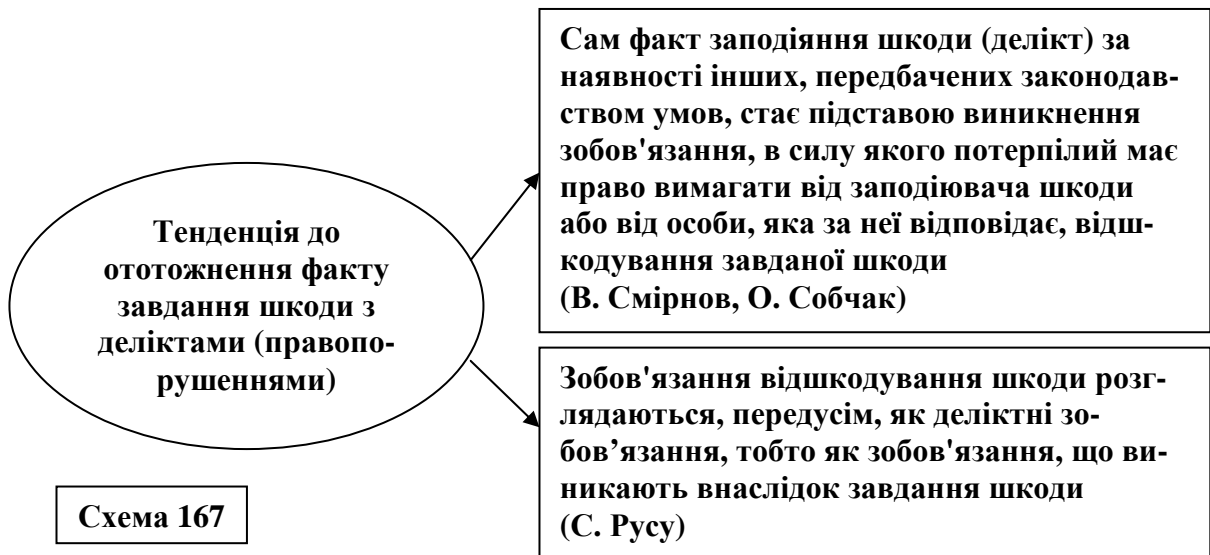 Тенденція до
ототожнення факту
завдання шкоди з
деліктами (правопо-
рушеннями)
Сам факт заподіяння шкоди (делікт) за
наявності інших, передбачених законодав-
ством умов, стає підставою виникнення
зобов'язання, в силу якого потерпілий має
право вимагати від заподіювача шкоди
або від особи, яка за неї відповідає, відш-
кодування завданої шкоди
(В. Смірнов, О. Собчак)
Зобов'язання відшкодування шкоди розг-
лядаються, передусім, як деліктні зо-
бов’язання, тобто як зобов'язання, що ви-
никають внаслідок завдання шкоди
(С. Русу)
Схема 167